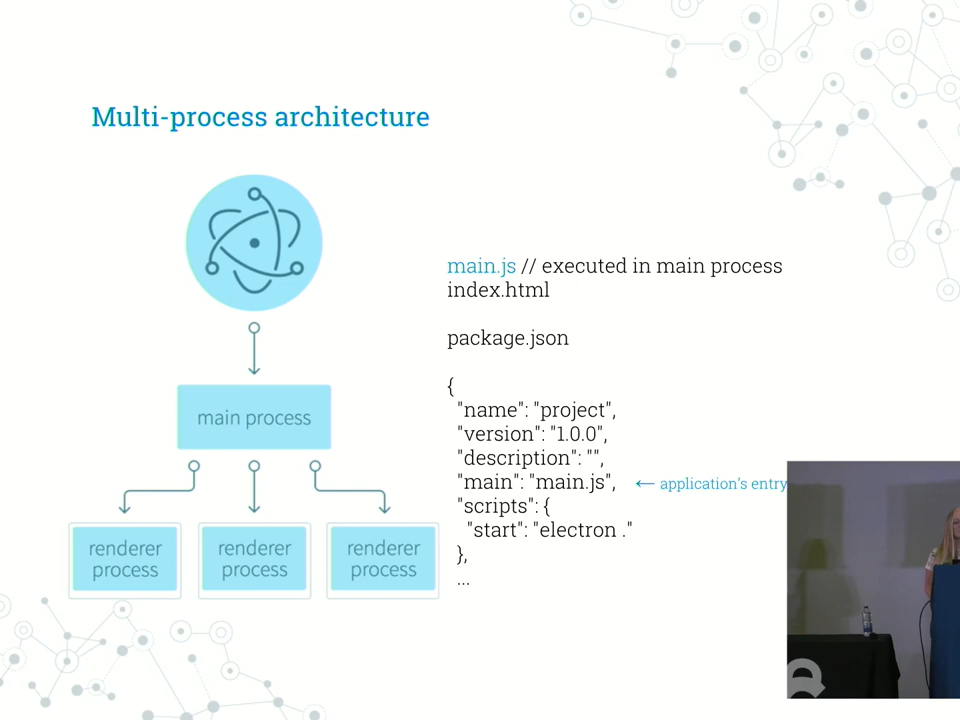 Multi-process architecture
main process
renderer
process
renderer
process
renderer
process
main.js // executed in main process
index.html
package.json
{
"name": "project",
"version": "1.0.0",
"description": "",
"main": "main.js",
← application's entry
"scripts": {
"start": "electron ."
},
...